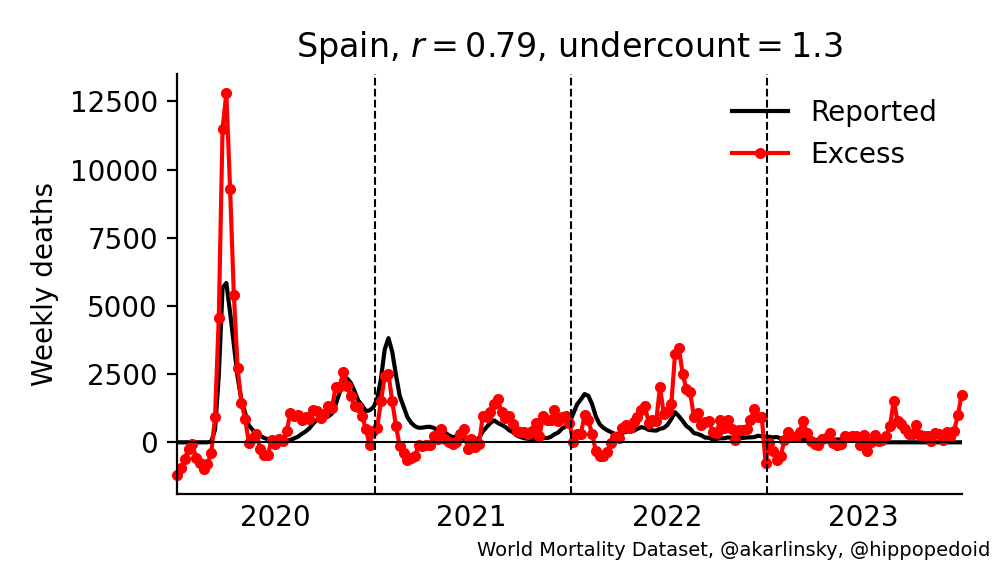 Spain, r = 0.79, undercount = 1.3
Reported
Excess
Weekly deaths
12500
10000
7500
5000
2500
0
2020 2021 2022 2023
World Mortality Dataset, @akarlinsky, @hippopedoid